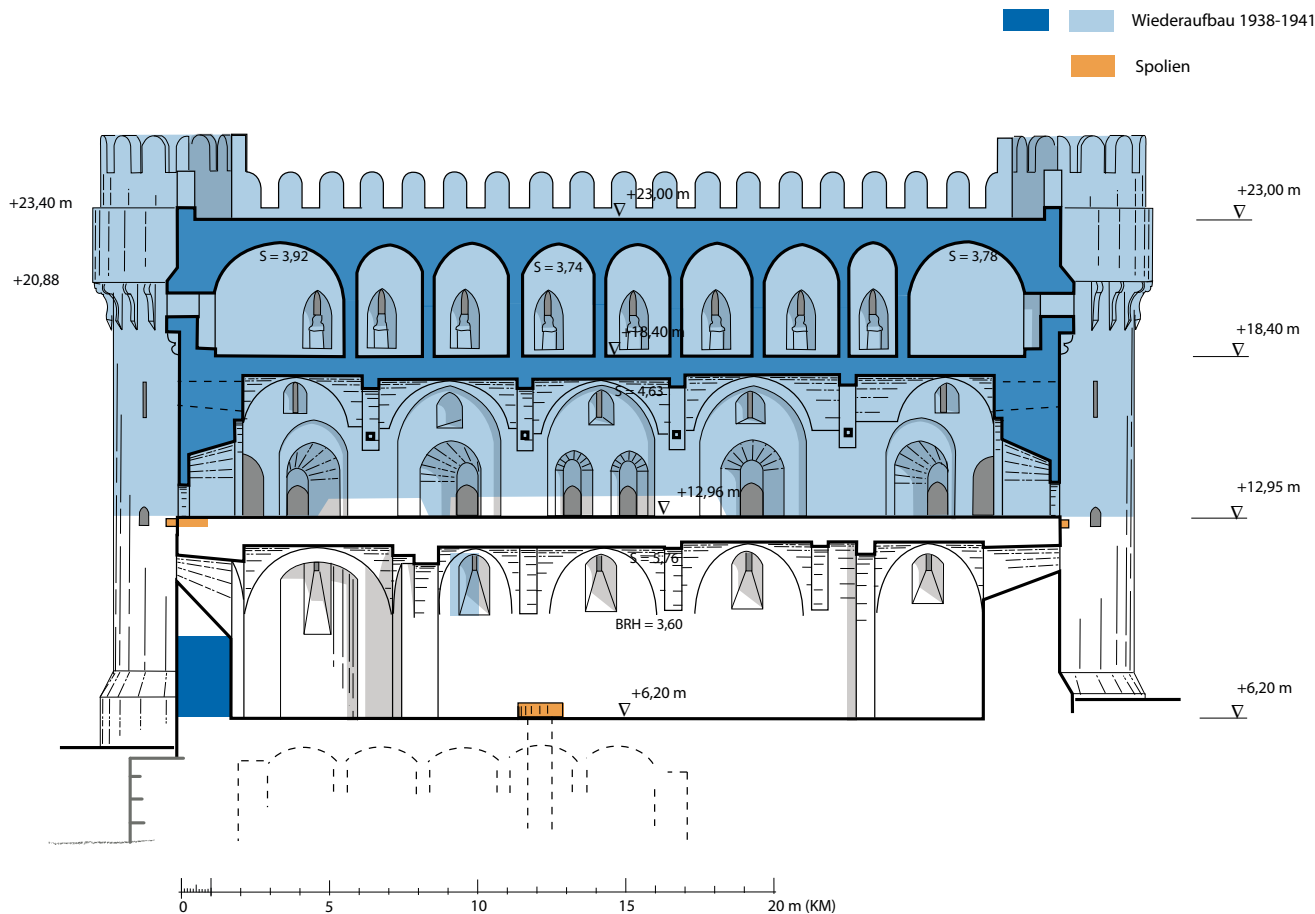 Wiederaufbau 1938-1941
Spolien
+23,40 m
+23,00 m
+23,00 m
+20,88
S = 3,92
S = 3,74
S = 3,78
+18,40 m
+18,40 m
S = 4,63
+12,96 m
+12,95 m
S = 5,76
BRH = 3,60
+6,20 m
+6,20 m
0
5
10
15
20 m (KM)